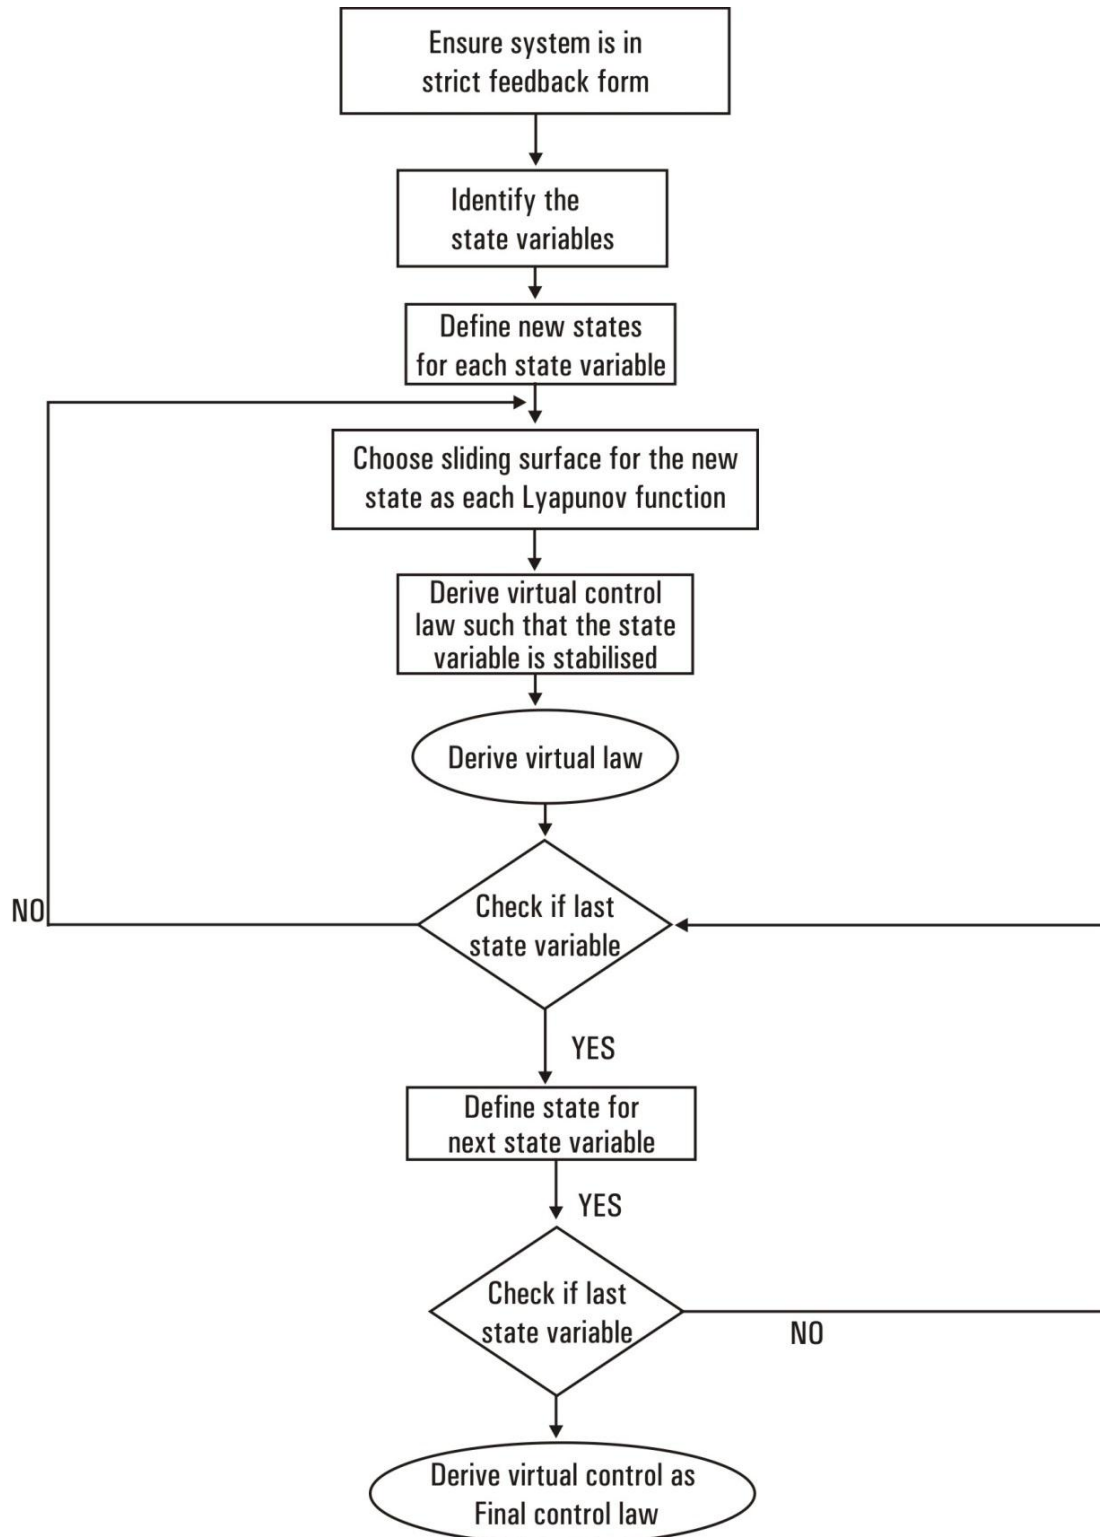 Ensure system is in
strict feedback form
Identify the
state variables
Define new states
for each state variable
Choose sliding surface for the new
state as each Lyapunov function
Derive virtual control
law such that the state
variable is stabilised
Derive virtual law
NO
Check if last
state variable
YES
Define state for
next state variable
YES
Check if last
state variable
NO
Derive virtual control as
Final control law